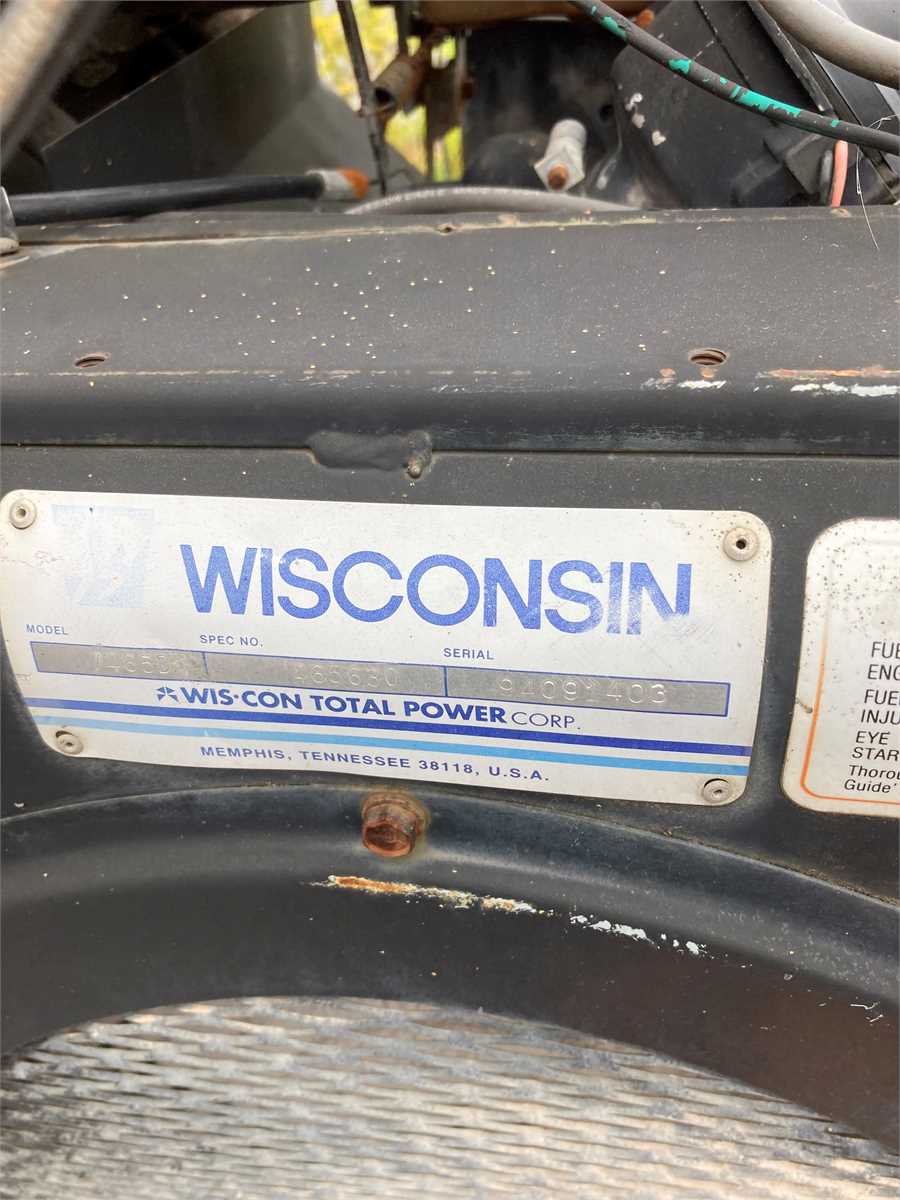 WISCONSIN
MODEL SPEC NO. SERIAL
465630 94091403
WIS·CON TOTAL POWER CORP.
MEMPHIS, TENNESSEE 38118, U.S.A.
FUE
ENG
FUE
INJU
EYE
STAR
Thorou
Guide'